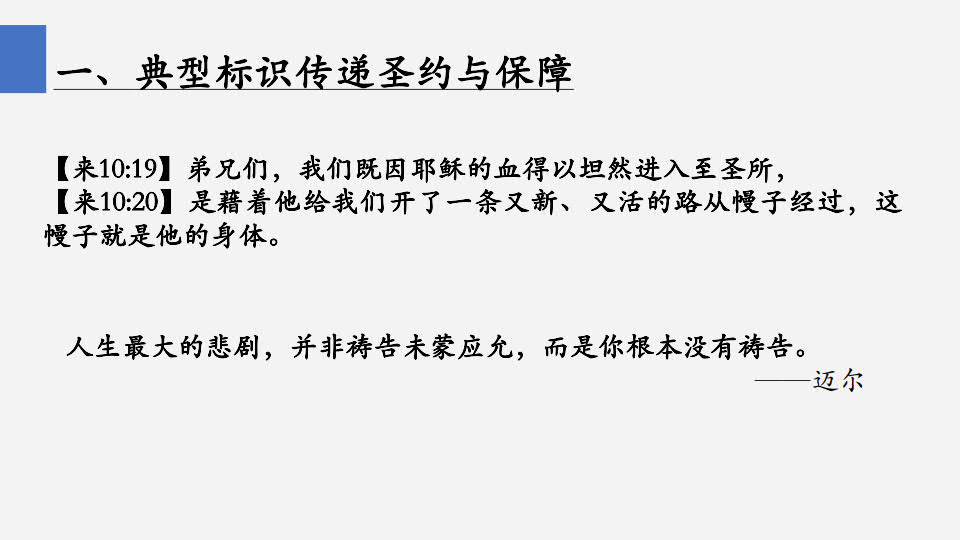 一、典型标识传递圣约与保障
【来10:19】弟兄们，我们既因耶稣的血得以坦然进入至圣所，
【来10:20】是藉着他给我们开了一条又新、又活的路从幔子经过，这
幔子就是他的身体。
人生最大的悲剧，并非祷告未蒙应允，而是你根本没有祷告。
——迈尔